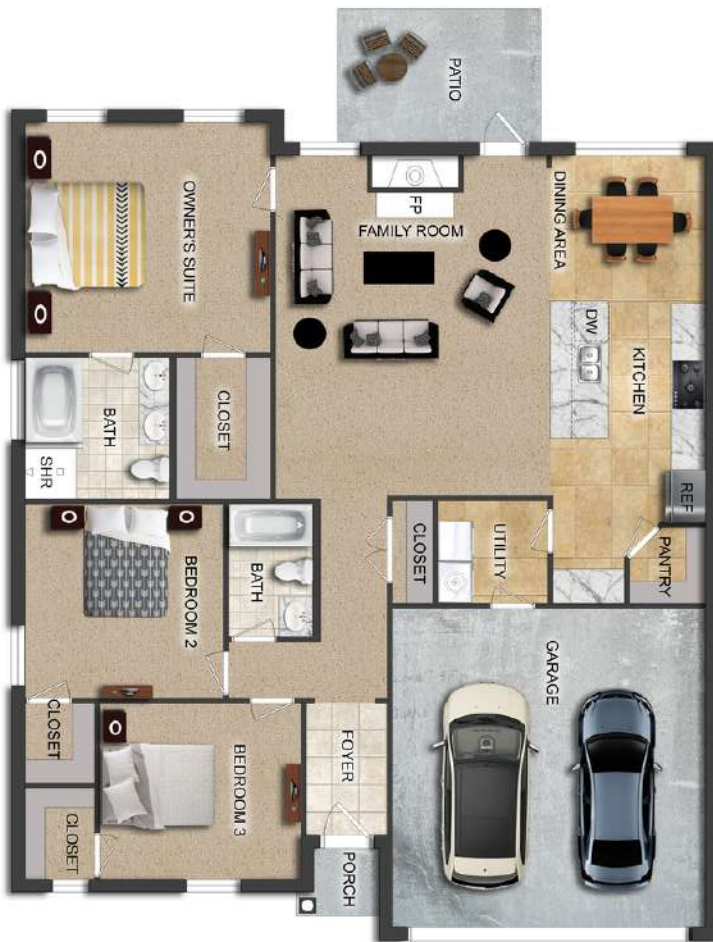 PATIO
OWNER'S SUITE
FP
FAMILY ROOM
DINING AREA
DW
KITCHEN
BATH
CLOSET
SHR
REF
BEDROOM 2
BATH
CLOSET
UTILITY
PANTRY
GARAGE
CLOSET
BEDROOM 3
FOYER
CLOSET
PORCH